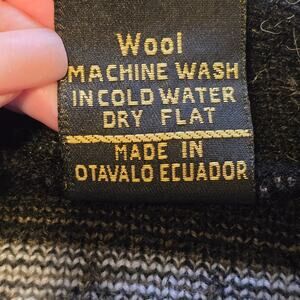 Wool
MACHINE WASH
IN COLD WATER
DRY FLAT
MADE IN
OTAVALO ECUADOR